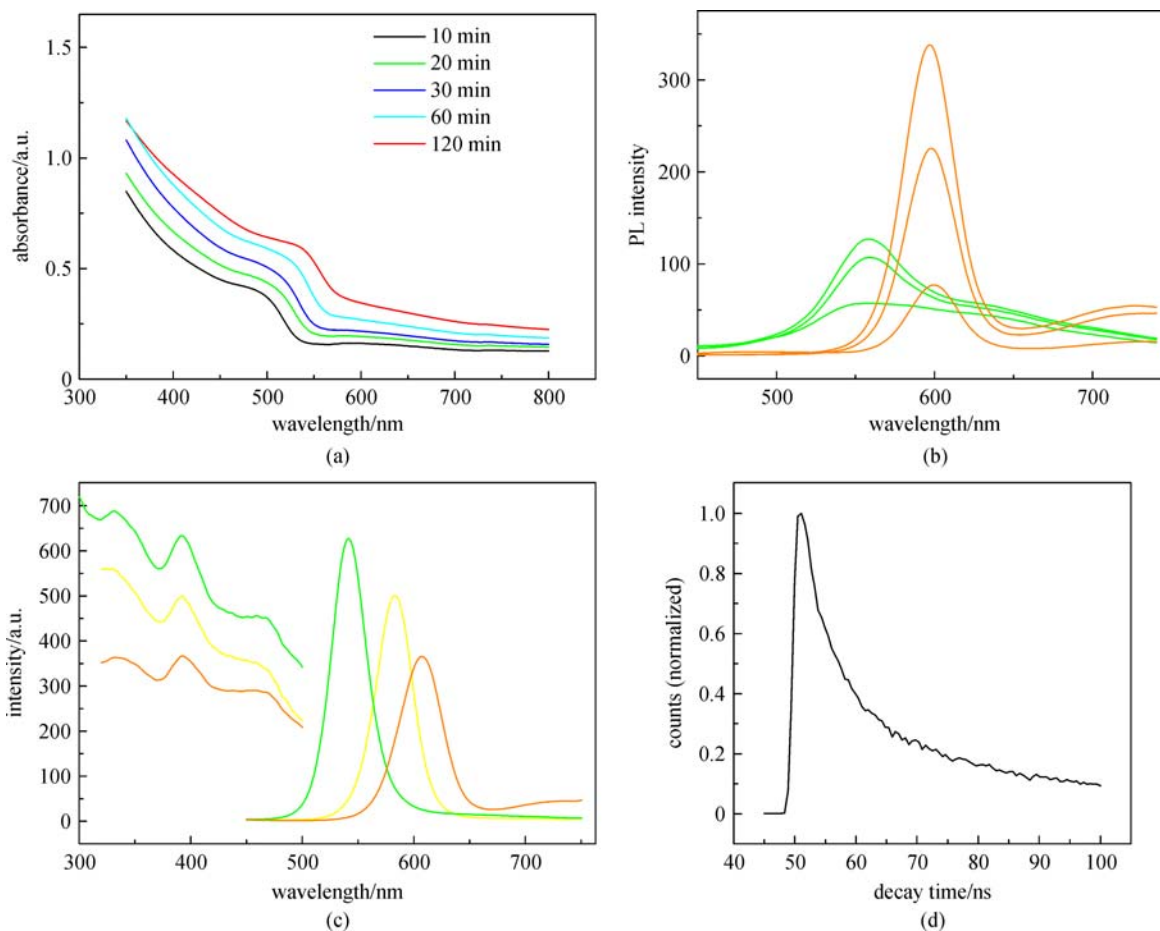 1.5
1.0
0.5
0
absorbance/a.u.
10 min
20 min
30 min
60 min
120 min
300 400 500 600 700 800
wavelength/nm
(a)
300
200
100
0
PL intensity
500 600 700
wavelength/nm
(b)
700
600
500
400
300
200
100
0
intensity/a.u.
300 400 500 600 700
wavelength/nm
(c)
1.0
0.8
0.6
0.4
0.2
0
counts (normalized)
40 50 60 70 80 90 100
decay time/ns
(d)